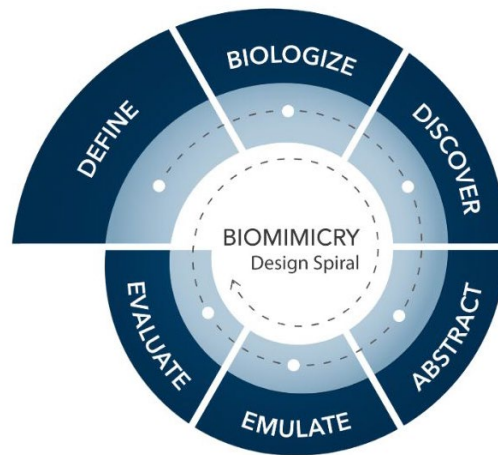 BIOMIMICRY
Design Spiral
DEFINE
BIOLOGIZE
DISCOVER
ABSTRACT
EMULATE
EVALUATE